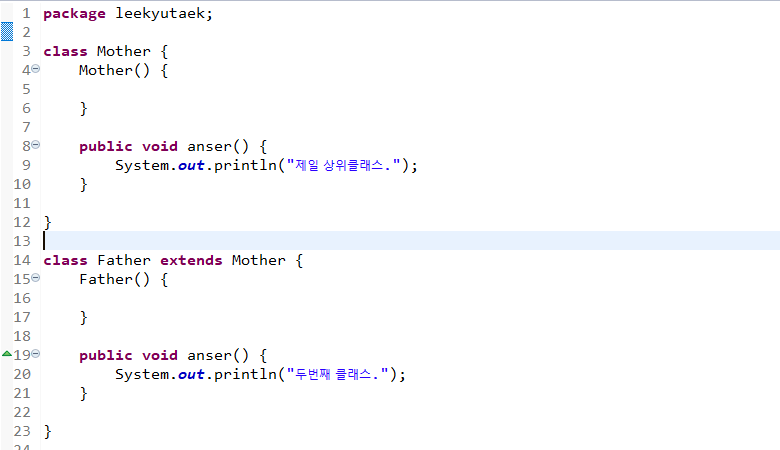 1 package leekyutaek;
2
3 class Mother {
4     Mother() {
5
6     }
7
8     public void anser() {
9         System.out.println("제일 상위클래스.");
10     }
11
12 }
13
14 class Father extends Mother {
15     Father() {
16
17     }
18
19     public void anser() {
20         System.out.println("두번째 클래스.");
21     }
22
23 }
24